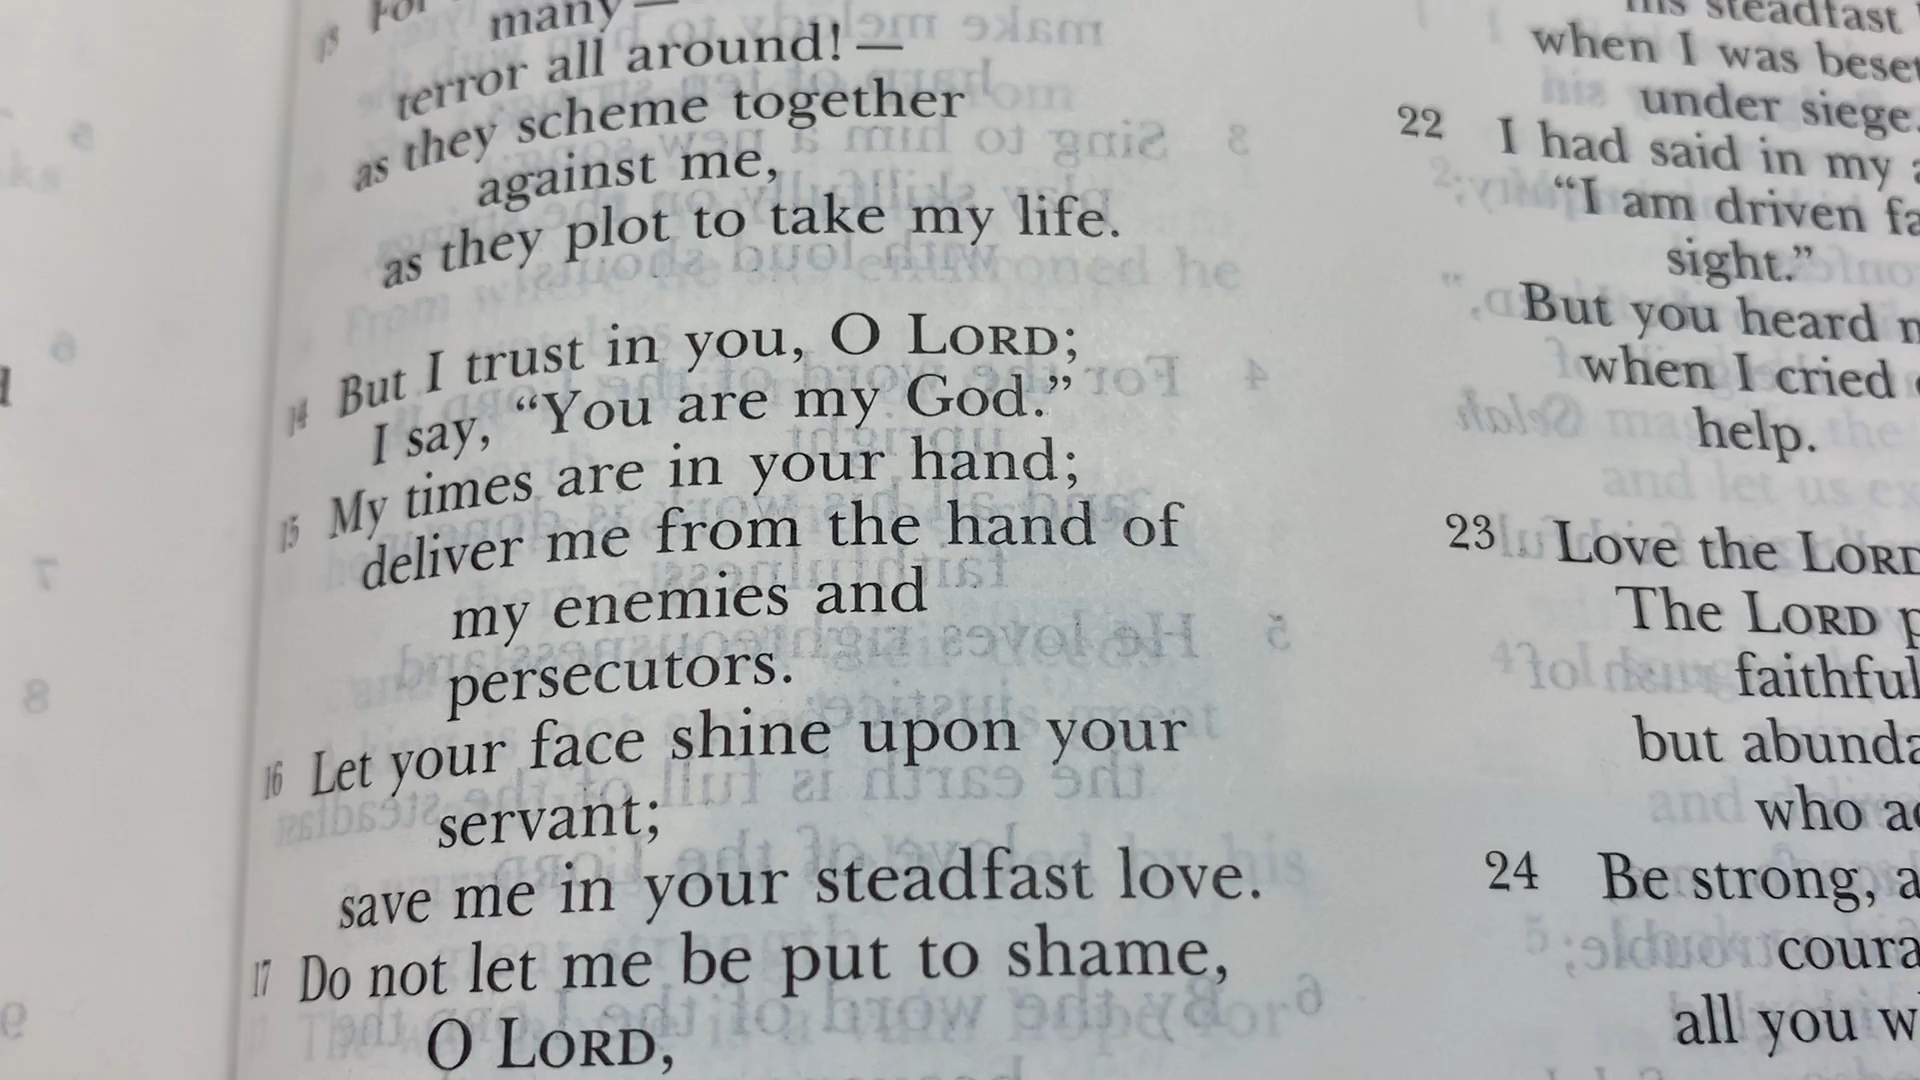 13 For
many—
terror all around!—
as they scheme together
against me,
as they plot to take my life.
14 But I trust in you, O LORD;
I say, “You are my God.”
15 My times are in your hand;
deliver me from the hand of
my enemies and
persecutors.
16 Let your face shine upon your
servant;
save me in your steadfast love.
17 Do not let me be put to shame,
O LORD,
his steadfast
when I was beset
under siege.
22 I had said in my
“I am driven
sight.”
But you heard
when I cried
help.
23 Love the LORD
The LORD
faithful
but
who
24 Be strong,
all you